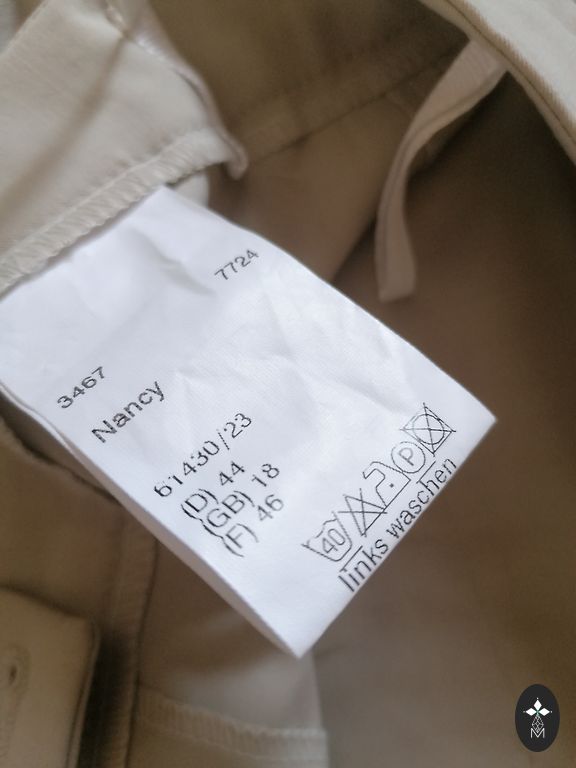 7724
3467
Nancy
61430/23
(D) 44
(GB) 18
(F) 46
40 P
links waschen
M